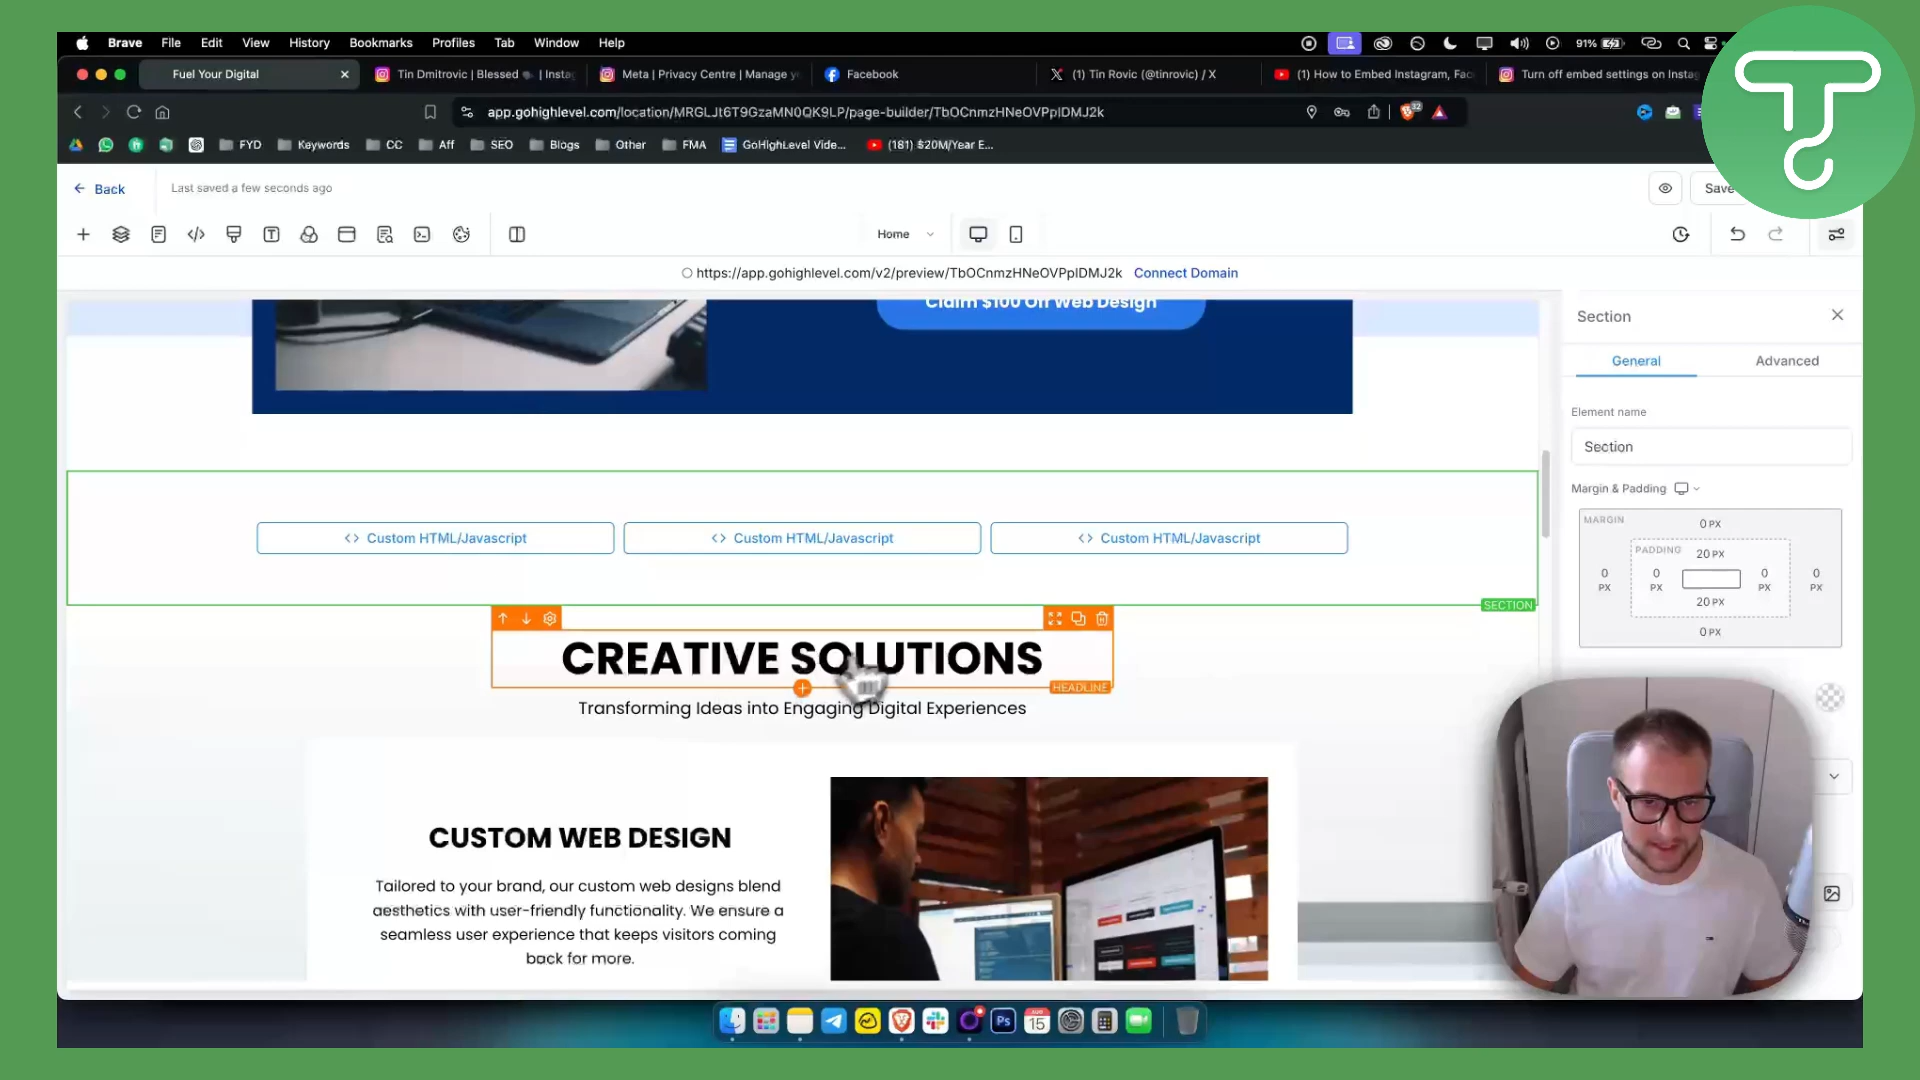 Brave File Edit View History Bookmarks Profiles Tab Window Help 91%
Fuel Your Digital
Tin Dmitrovic | Blessed | Insta
Meta | Privacy Centre | Manage y
Facebook
(1) Tin Rovic (@tinrovic) / X
(1) How to Embed Instagram, Fac
Turn off embed settings on Insta
app.gohighlevel.com/location/MRGLJt6T9GzaMN0QK9LP/page-builder/TbOCnmzHNeOVPpIDMJ2k
FYD Keywords CC Aff SEO Blogs Other FMA GoHighLevel Vide... (181) $20M/Year E...
Back
Last saved a few seconds ago
Save
Home
https://app.gohighlevel.com/v2/preview/TbOCnmzHNeOVPpIDMJ2k Connect Domain
Claim $100 Off Web Design
Section
General Advanced
Element name
Section
Margin & Padding
MARGIN
0 PX
PADDING
20 PX
0 PX
0 PX
0 PX
0 PX
20 PX
0 PX
Custom HTML/Javascript
Custom HTML/Javascript
Custom HTML/Javascript
SECTION
CREATIVE SOLUTIONS
HEADLINE
Transforming Ideas into Engaging Digital Experiences
CUSTOM WEB DESIGN
Tailored to your brand, our custom web designs blend
aesthetics with user-friendly functionality. We ensure a
seamless user experience that keeps visitors coming
back for more.
Ps
AUG
15